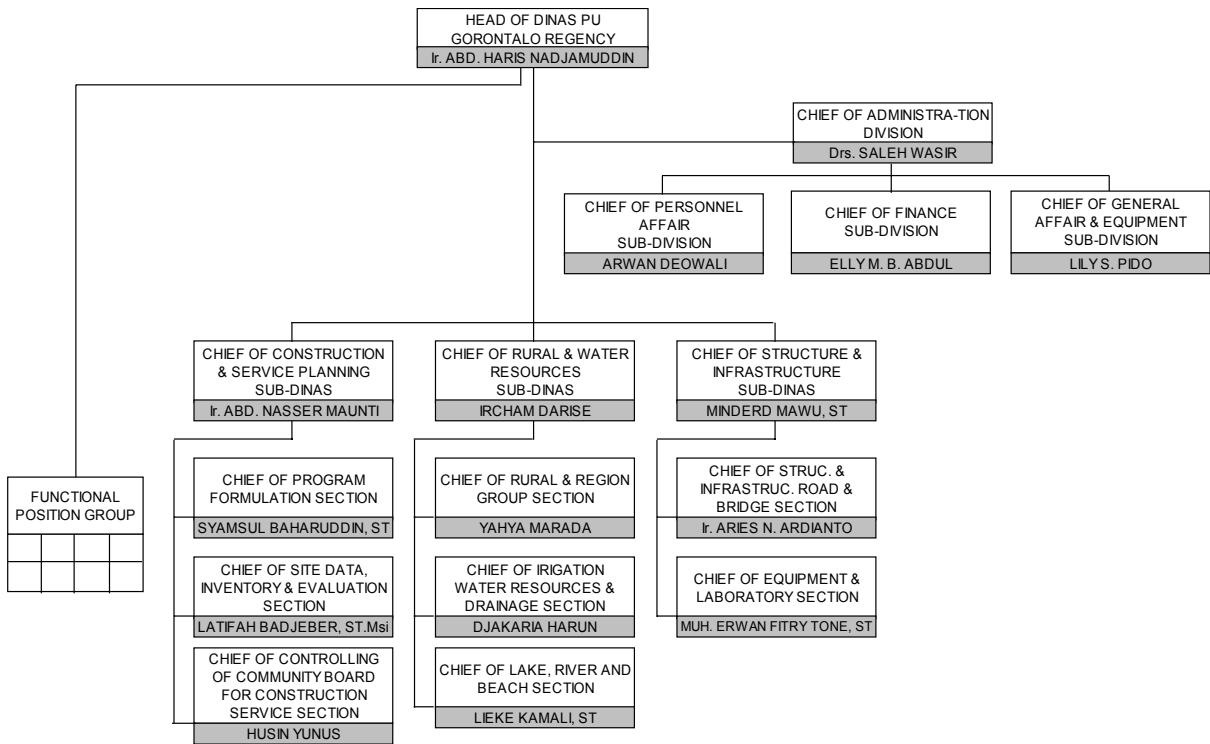 HEAD OF DINAS PU
GORONTALO REGENCY
Ir. ABD. HARIS NADJAMUDDIN
CHIEF OF ADMINISTRA-TION
DIVISION
Drs. SALEH WASIR
CHIEF OF PERSONNEL
AFFAIR
SUB-DIVISION
ARWAN DEOWALI
CHIEF OF FINANCE
SUB-DIVISION
ELLY M. B. ABDUL
CHIEF OF GENERAL
AFFAIR & EQUIPMENT
SUB-DIVISION
LILY S. PIDO
CHIEF OF CONSTRUCTION
& SERVICE PLANNING
SUB-DINAS
Ir. ABD. NASSER MAUNTI
CHIEF OF RURAL & WATER
RESOURCES
SUB-DINAS
IRCHAM DARISE
CHIEF OF STRUCTURE &
INFRASTRUCTURE
SUB-DINAS
MINDERD MAWU, ST
FUNCTIONAL
POSITION GROUP
CHIEF OF PROGRAM
FORMULATION SECTION
SYAMSUL BAHARUDDIN, ST
CHIEF OF RURAL & REGION
GROUP SECTION
YAHYA MARADA
CHIEF OF STRUC. &
INFRASTRUC. ROAD &
BRIDGE SECTION
Ir. ARIES N. ARDIANTO
CHIEF OF SITE DATA,
INVENTORY & EVALUATION
SECTION
LATIFAH BADJEBER, ST.Msi
CHIEF OF IRIGATION
WATER RESOURCES &
DRAINAGE SECTION
DJAKARIA HARUN
CHIEF OF EQUIPMENT &
LABORATORY SECTION
MUH. ERWAN FITRY TONE, ST
CHIEF OF CONTROLLING
OF COMMUNITY BOARD
FOR CONSTRUCTION
SERVICE SECTION
HUSIN YUNUS
CHIEF OF LAKE, RIVER AND
BEACH SECTION
LIEKE KAMALI, ST